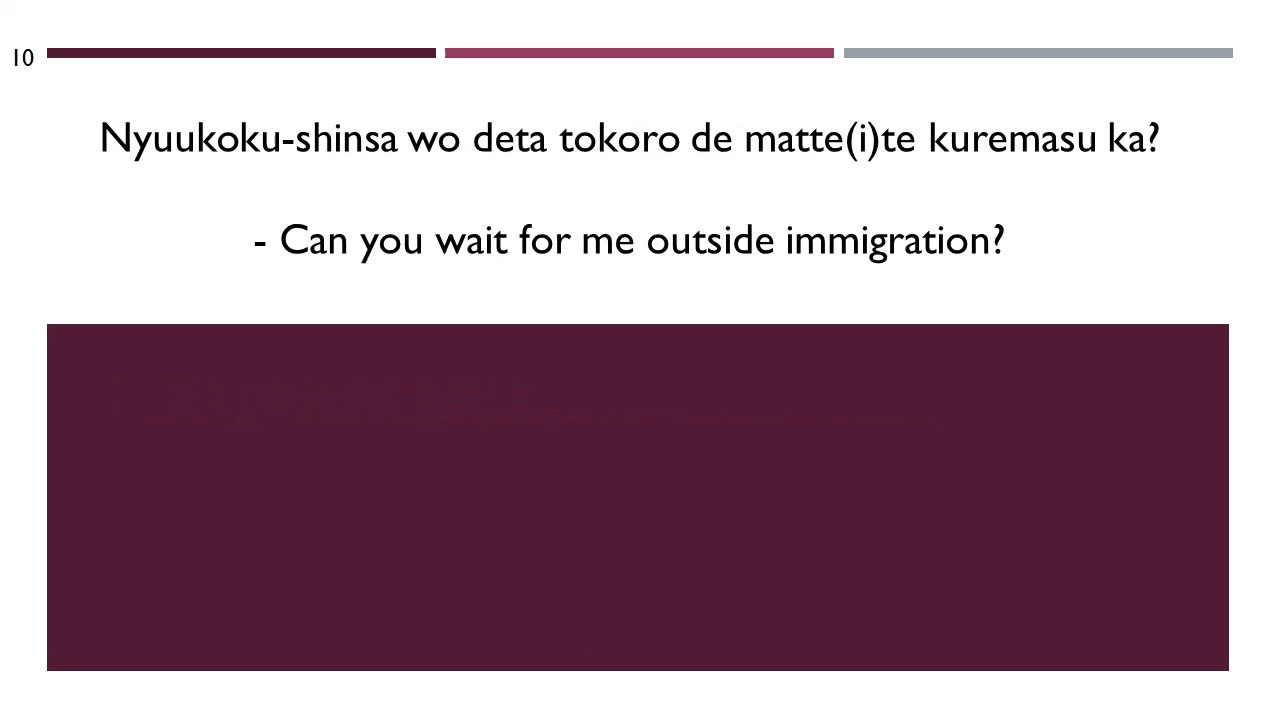 10
Nyuukoku-shinsa wo deta tokoro de matte(i)te kuremasu ka?
- Can you wait for me outside immigration?